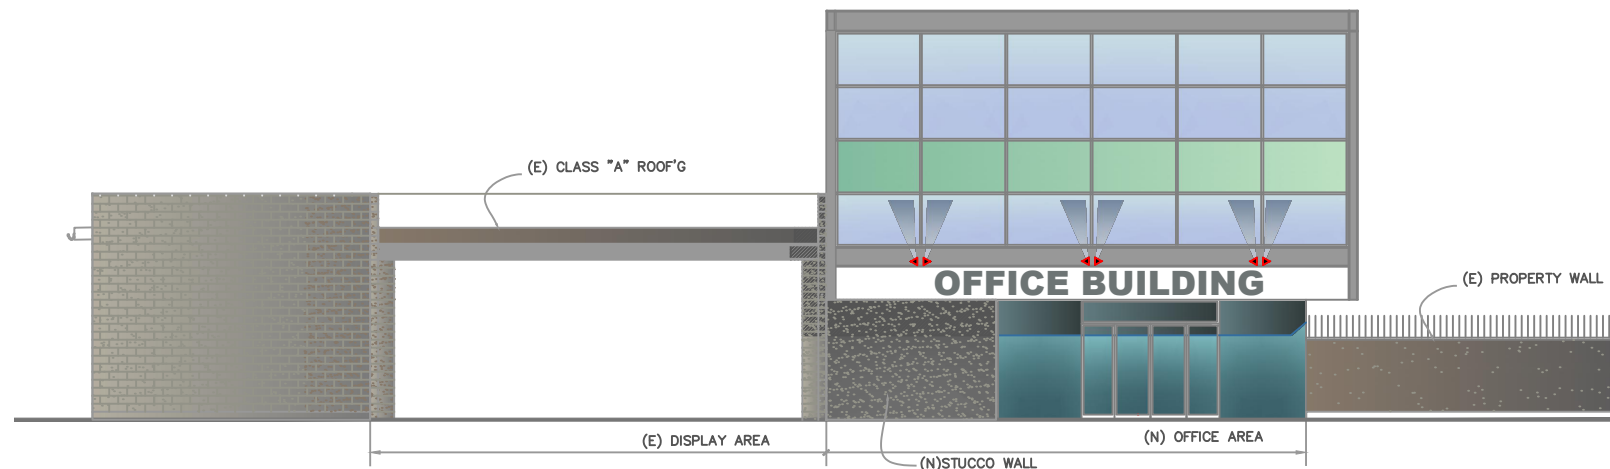 (E) CLASS "A" ROOF'G
OFFICE BUILDING
(E) PROPERTY WALL
(E) DISPLAY AREA
(N) OFFICE AREA
(N)STUCCO WALL